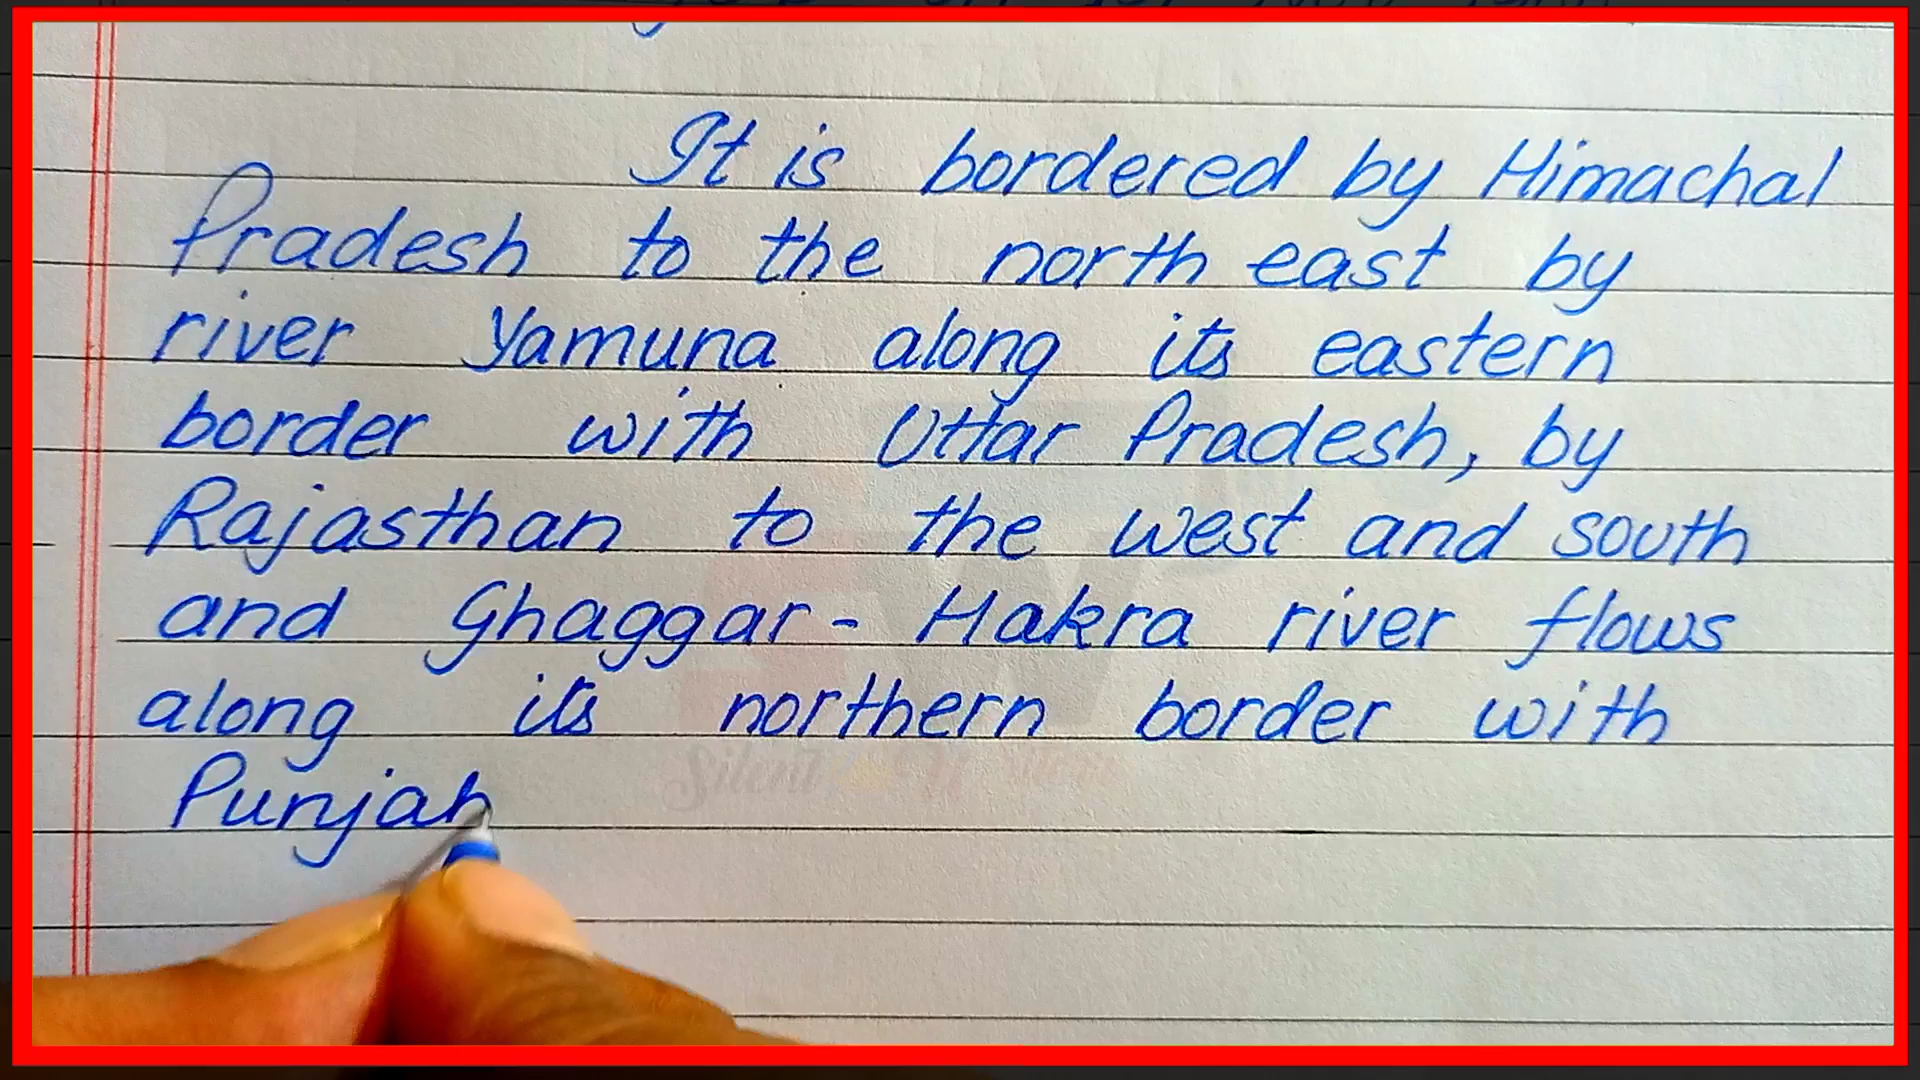 It is bordered by Himachal
Pradesh to the north east by
river Yamuna along its eastern
border with Uttar Pradesh, by
Rajasthan to the west and south
and Ghaggar - Hakra river flows
along its northern border with
Punjab